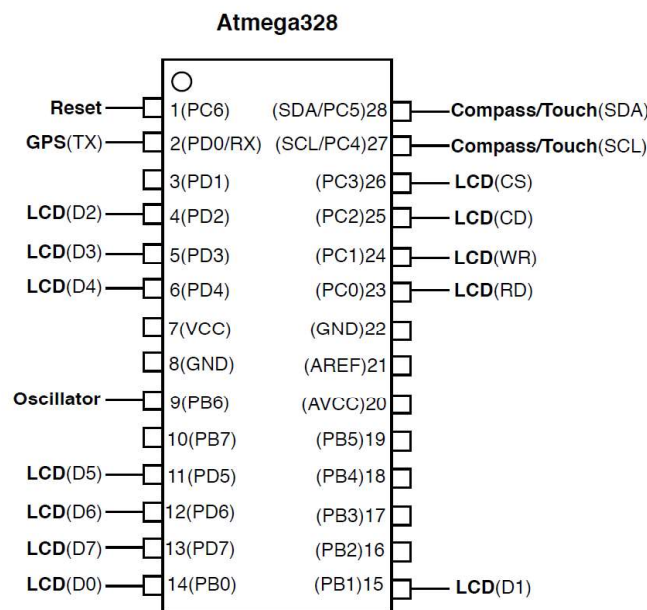 Atmega328
Reset 1(PC6) (SDA/PC5)28 Compass/Touch(SDA)
GPS(TX) 2(PD0/RX) (SCL/PC4)27 Compass/Touch(SCL)
3(PD1) (PC3)26 LCD(CS)
LCD(D2) 4(PD2) (PC2)25 LCD(CD)
LCD(D3) 5(PD3) (PC1)24 LCD(WR)
LCD(D4) 6(PD4) (PC0)23 LCD(RD)
7(VCC) (GND)22
8(GND) (AREF)21
Oscillator 9(PB6) (AVCC)20
10(PB7) (PB5)19
LCD(D5) 11(PD5) (PB4)18
LCD(D6) 12(PD6) (PB3)17
LCD(D7) 13(PD7) (PB2)16
LCD(D0) 14(PB0) (PB1)15 LCD(D1)